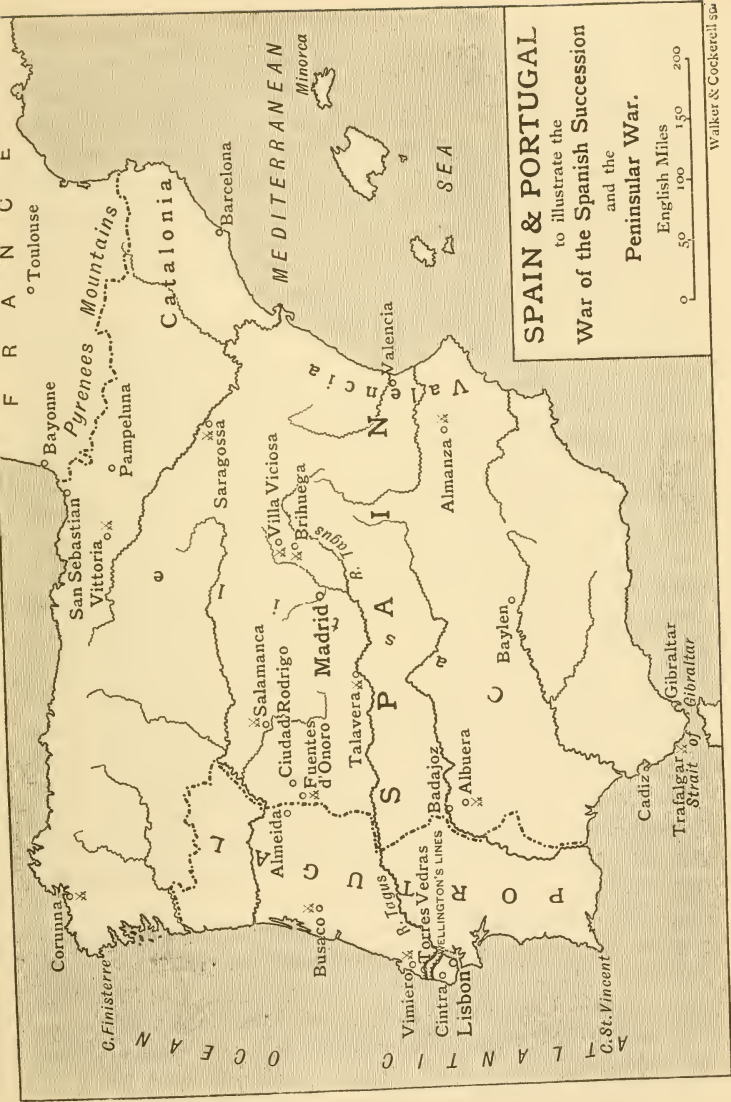 FRANCE
Toulouse
Bayonne
Pyrenees Mountains
San Sebastian
Pampeluna
Vittoria
Catalonia
Barcelona
MEDITERRANEAN
SEA
Minorca
Corunna
C. Finisterre
Saragossa
Villa Viciosa
Brihuega
R. Tagus
Salamanca
Ciudad Rodrigo
Fuentes
d'Onoro
Madrid
Talavera
Almeida
Busaco
Valencia
Valencia
Almanza
SPAIN
Castile
PORTUGAL
R. Tagus
Vimiero
Torres Vedras
WELLINGTON'S LINES
Cintra
Lisbon
Badajoz
Albuera
Baylen
Cadiz
Gibraltar
Trafalgar
Strait of Gibraltar
C. St. Vincent
ATLANTIC OCEAN
SPAIN & PORTUGAL
to illustrate the
War of the Spanish Succession
and the
Peninsular War.
English Miles
0 50 100 150 200
Walker & Cockerell sc.